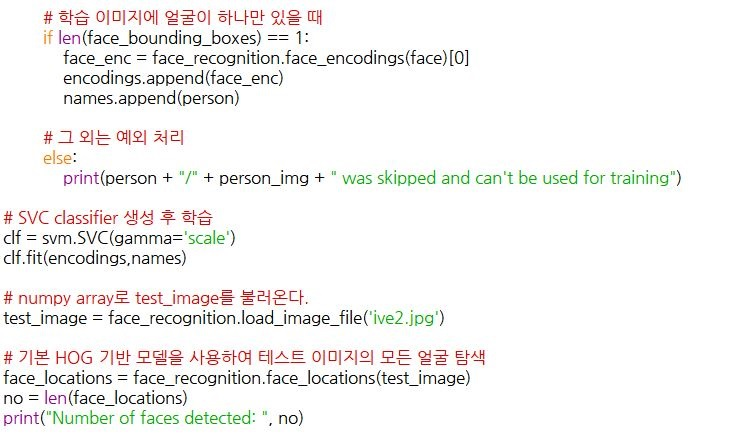 # 학습 이미지에 얼굴이 하나만 있을 때
if len(face_bounding_boxes) == 1:
face_enc = face_recognition.face_encodings(face)[0]
encodings.append(face_enc)
names.append(person)
# 그 외는 예외 처리
else:
print(person + "/" + person_img + " was skipped and can't be used for training")
# SVC classifier 생성 후 학습
clf = svm.SVC(gamma='scale')
clf.fit(encodings,names)
# numpy array로 test_image를 불러온다.
test_image = face_recognition.load_image_file('ive2.jpg')
# 기본 HOG 기반 모델을 사용하여 테스트 이미지의 모든 얼굴 탐색
face_locations = face_recognition.face_locations(test_image)
no = len(face_locations)
print("Number of faces detected: ", no)